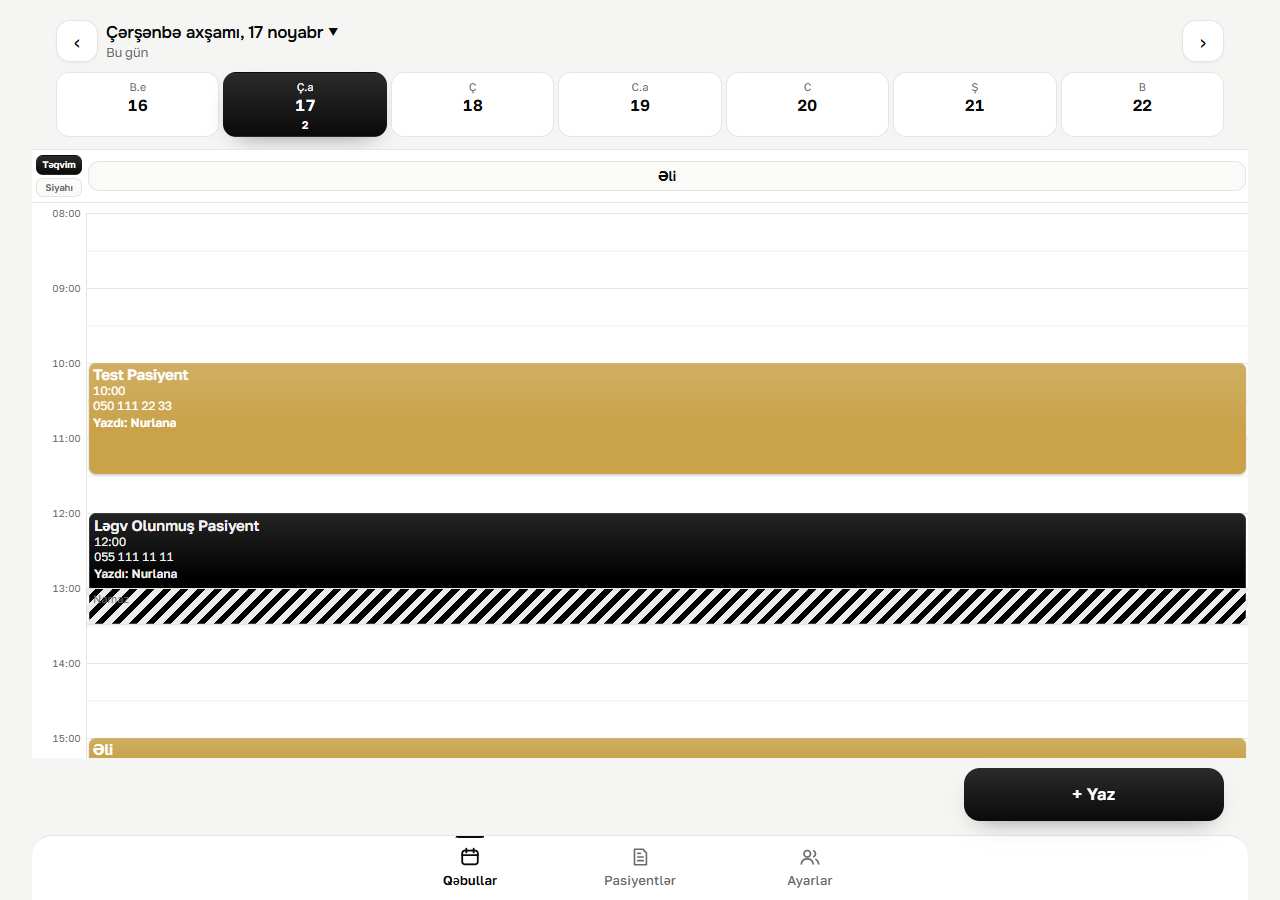 ‹
Çərşənbə axşamı, 17 noyabr ▼
Bu gün
›
B.e
16
Ç.a
17
2
Ç
18
C.a
19
C
20
Ş
21
B
22
Təqvim
Siyahı
Əli
08:00
09:00
10:00
Test Pasiyent
10:00
050 111 22 33
Yazdı: Nurlana
11:00
12:00
Ləğv Olunmuş Pasiyent
12:00
055 111 11 11
Yazdı: Nurlana
13:00
14:00
15:00
Əli
+ Yaz
Qəbullar
Pasiyentlər
Ayarlar